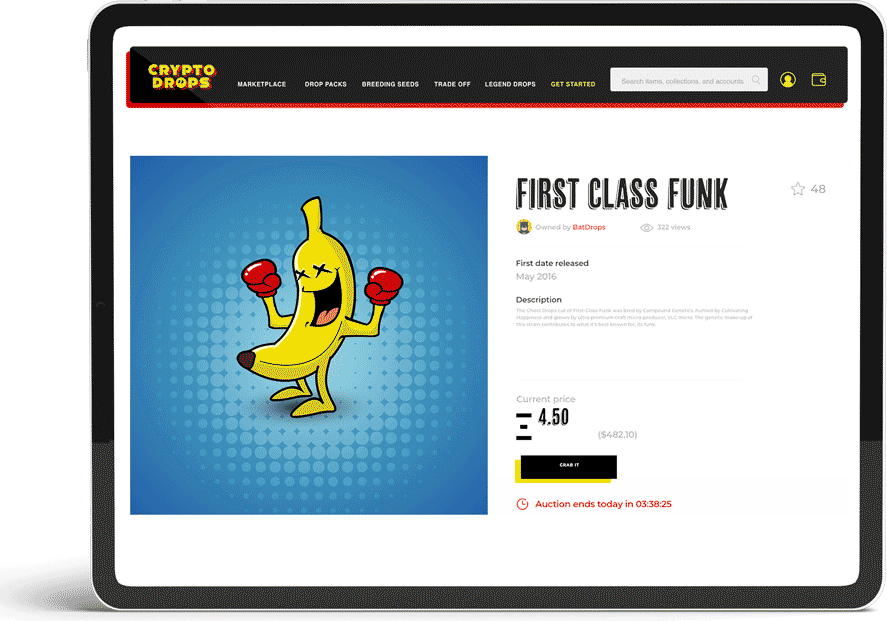 CRYPTO
DROPS
MARKETPLACE DROP PACKS BREEDING SEEDS TRADE OFF LEGEND DROPS GET STARTED
Search items, collections, and accounts
FIRST CLASS FUNK
48
Owned by BatDrops 322 views
First date released
May 2016
Description
The Ghost Drops cut of First Class Funk was bred by Compound Genetics, hunted by Cultivating
Happiness and grown by ultra-premium craft micro producer, VLC micro. The genetic make-up of
this strain contributes to what it's best known for, its funk.
Current price
4.50
($482.10)
GRAB IT
Auction ends today in 03:38:25